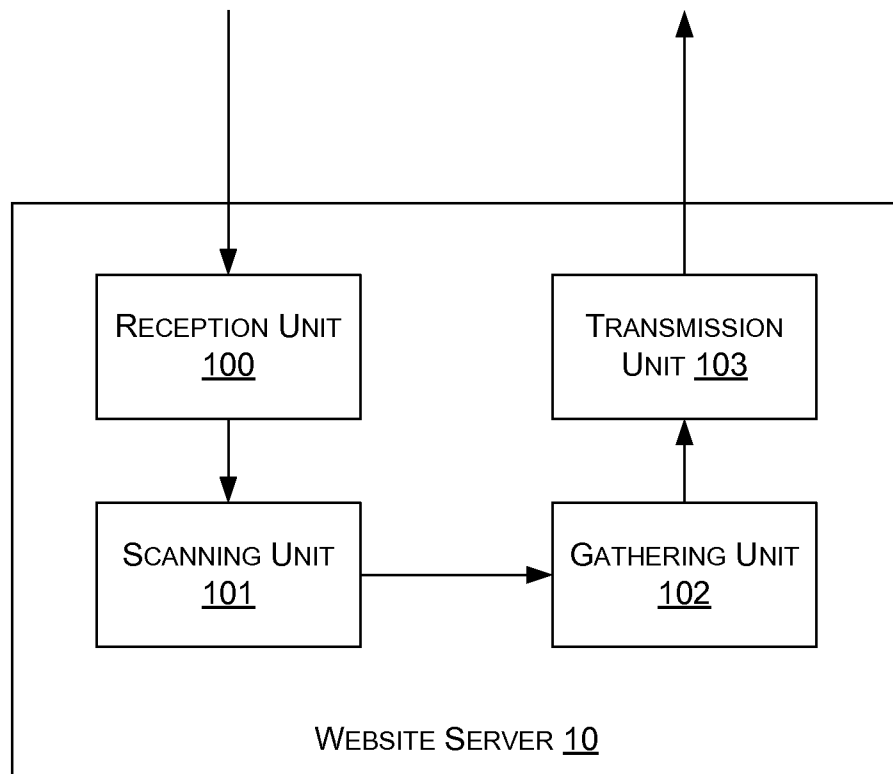 RECEPTION UNIT
100
TRANSMISSION
UNIT 103
SCANNING UNIT
101
GATHERING UNIT
102
WEBSITE SERVER 10